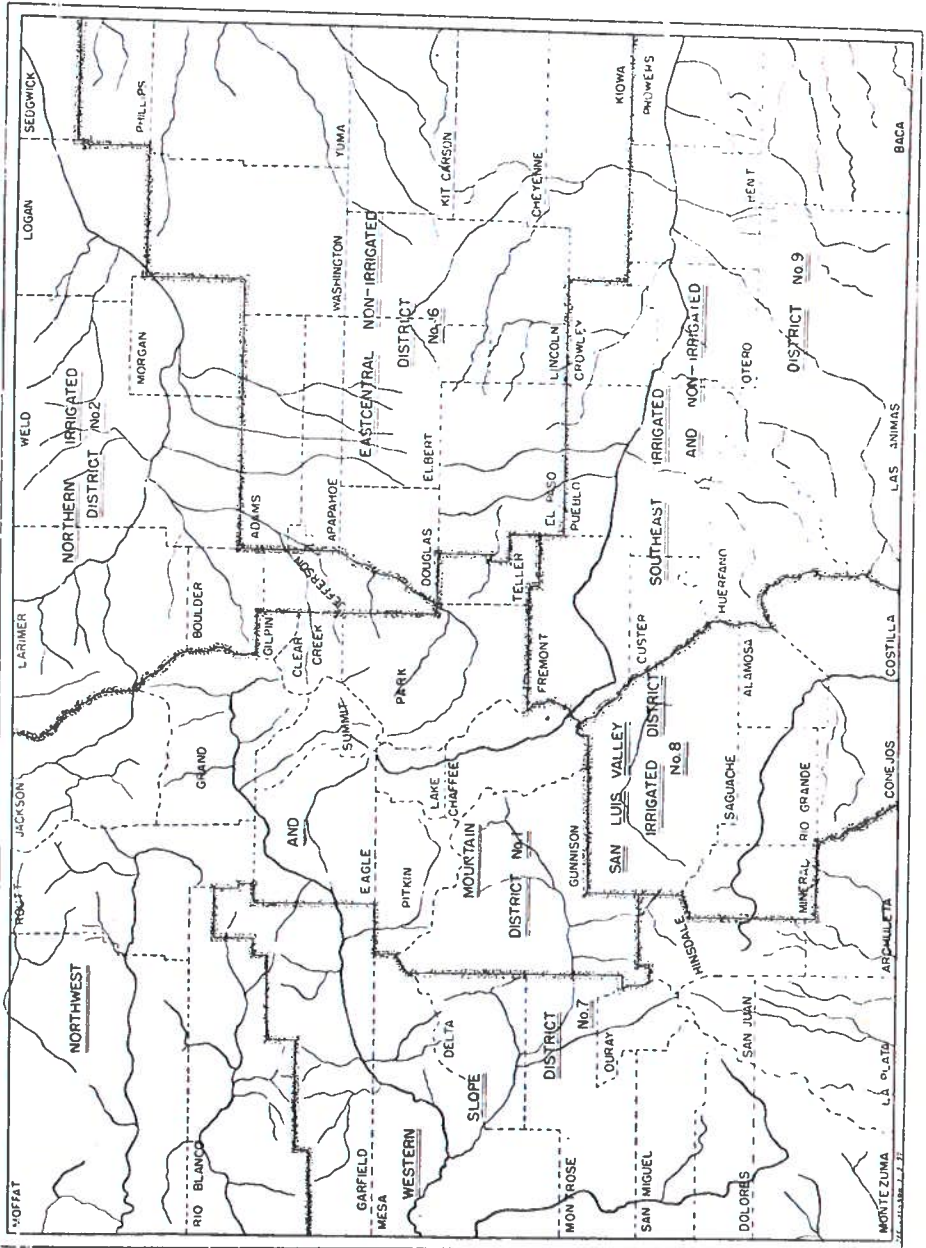 MOFFAT
ROUTT
JACKSON
LARIMER
WELD
LOGAN
SEDGWICK
PHILLIPS
NORTHWEST
NORTHERN IRRIGATED
DISTRICT No.2
MORGAN
RIO BLANCO
GRAND
BOULDER
GILPIN
CLEAR
CREEK
JEFFERSON
ADAMS
WASHINGTON
YUMA
AND
SUMMIT
APAPAHOE
EASTCENTRAL NON-IRRIGATED
DISTRICT
No. 6
GARFIELD
MESA
EAGLE
PITKIN
LAKE
CHAFFEE
PARK
DOUGLAS
ELBERT
KIT CARSON
WESTERN
SLOPE
DELTA
MOUNTAIN
DISTRICT
GUNNISON
FREMONT
TELLER
EL PASO
PUEBLO
LINCOLN
CROWLEY
CHEYENNE
KIOWA
PROWERS
DISTRICT
No.7
MONTROSE
OURAY
SAN LUIS VALLEY
IRRIGATED DISTRICT
No.8
CUSTER
SOUTHEAST IRRIGATED
AND NON-IRRIGATED
DISTRICT No.9
SAN MIGUEL
HINSDALE
SAGUACHE
ALAMOSA
HUERFANO
OTERO
BENT
DOLORES
SAN JUAN
MINERAL
RIO GRANDE
MONTEZUMA
LA PLATA
ARCHULETA
CONEJOS
COSTILLA
LAS ANIMAS
BACA